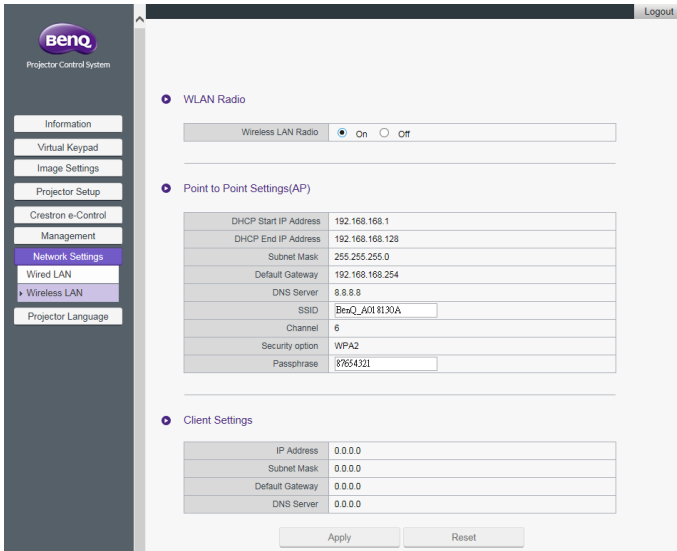 Logout
BenQ
Projector Control System
Information
Virtual Keypad
Image Settings
Projector Setup
Crestron e-Control
Management
Network Settings
Wired LAN
Wireless LAN
Projector Language
WLAN Radio
Wireless LAN Radio On Off
Point to Point Settings(AP)
DHCP Start IP Address 192.168.168.1
DHCP End IP Address 192.168.168.128
Subnet Mask 255.255.255.0
Default Gateway 192.168.168.254
DNS Server 8.8.8.8
SSID BenQ_A018130A
Channel 6
Security option WPA2
Passphrase 87654321
Client Settings
IP Address 0.0.0.0
Subnet Mask 0.0.0.0
Default Gateway 0.0.0.0
DNS Server 0.0.0.0
Apply Reset